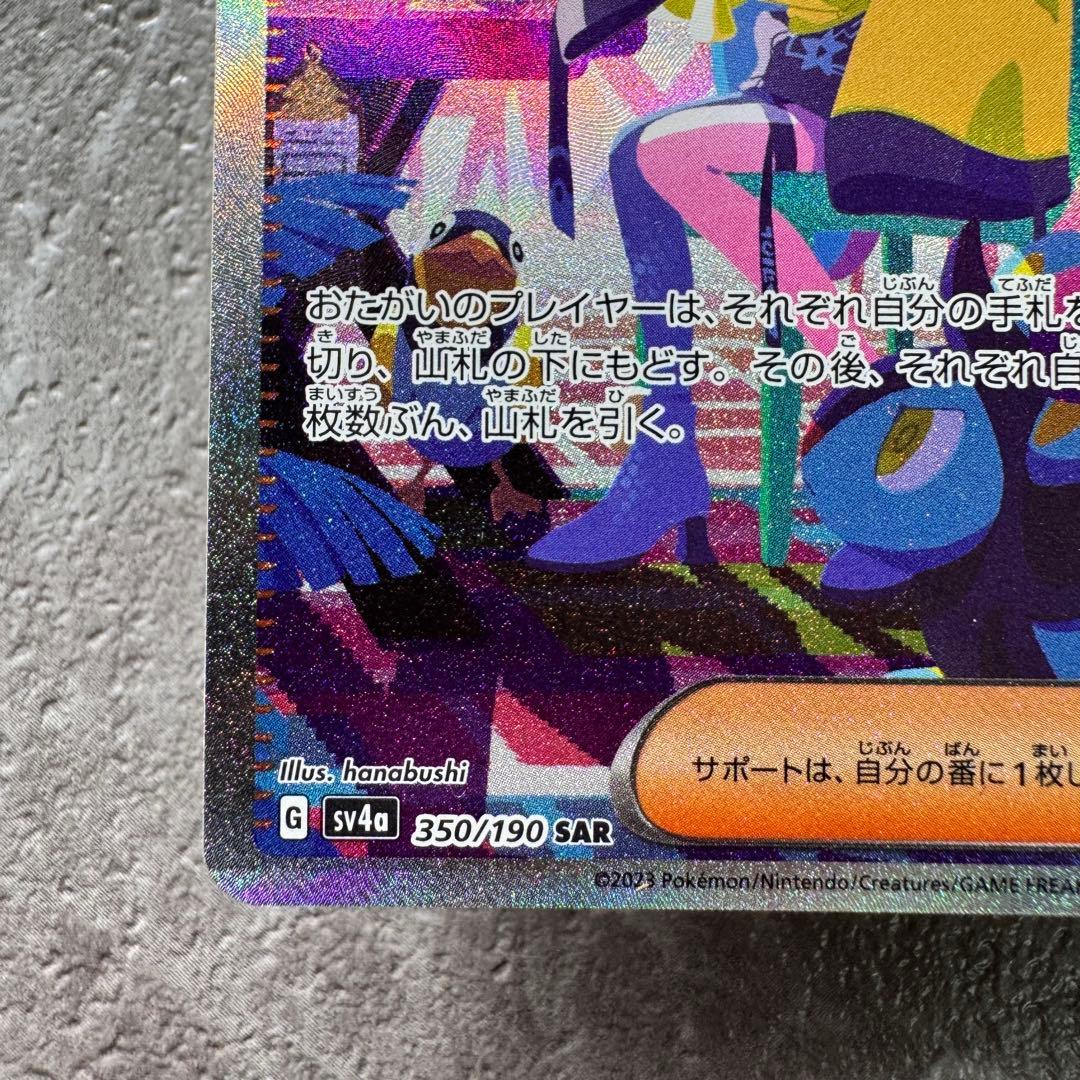 おたがいのプレイヤーは、それぞれ自分の手札を
切り、山札の下にもどす。その後、それぞれ自
枚数ぶん、山札を引く。
サポートは、自分の番に1枚し
Illus. hanabushi
G sv4a 350/190 SAR
©2023 Pokémon/Nintendo/Creatures/GAME FREAK